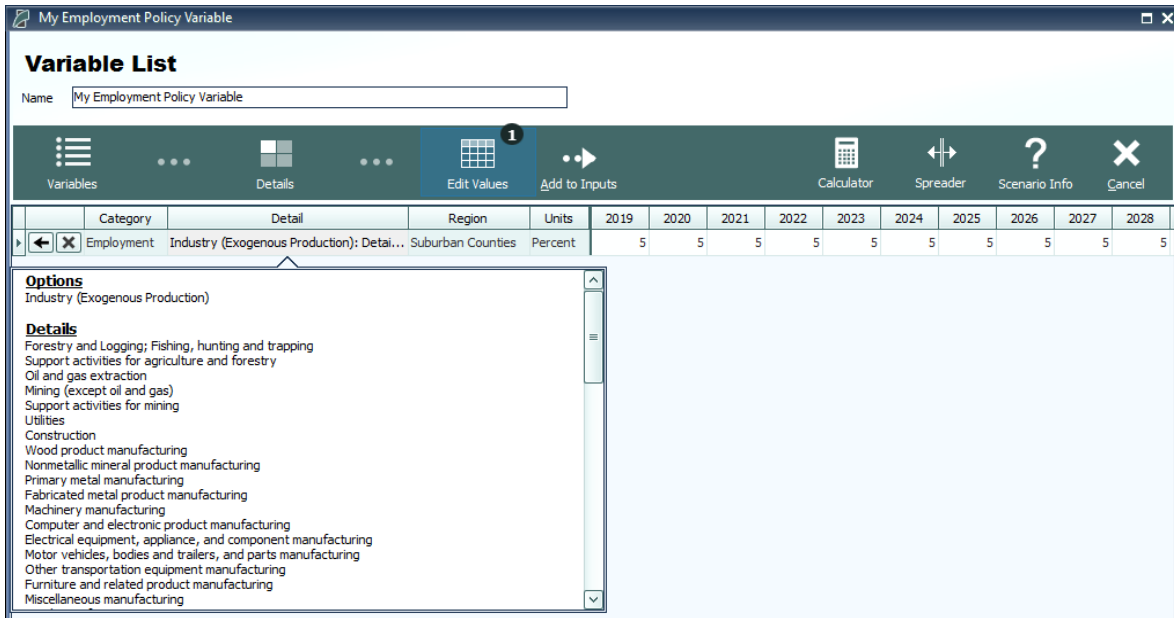 My Employment Policy Variable
Variable List
Name My Employment Policy Variable
1
Variables Details Edit Values Add to Inputs Calculator Spreader Scenario Info Cancel
Category Detail Region Units 2019 2020 2021 2022 2023 2024 2025 2026 2027 2028
Employment Industry (Exogenous Production): Detai... Suburban Counties Percent 5 5 5 5 5 5 5 5 5 5
Options
Industry (Exogenous Production)
Details
Forestry and Logging; Fishing, hunting and trapping
Support activities for agriculture and forestry
Oil and gas extraction
Mining (except oil and gas)
Support activities for mining
Utilities
Construction
Wood product manufacturing
Nonmetallic mineral product manufacturing
Primary metal manufacturing
Fabricated metal product manufacturing
Machinery manufacturing
Computer and electronic product manufacturing
Electrical equipment, appliance, and component manufacturing
Motor vehicles, bodies and trailers, and parts manufacturing
Other transportation equipment manufacturing
Furniture and related product manufacturing
Miscellaneous manufacturing